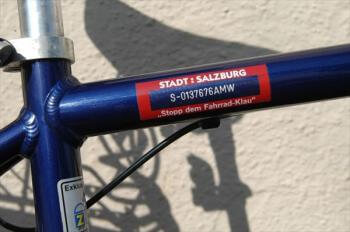 STADT : SALZBURG
S-0137676AMW
„Stopp dem Fahrrad-Klau"